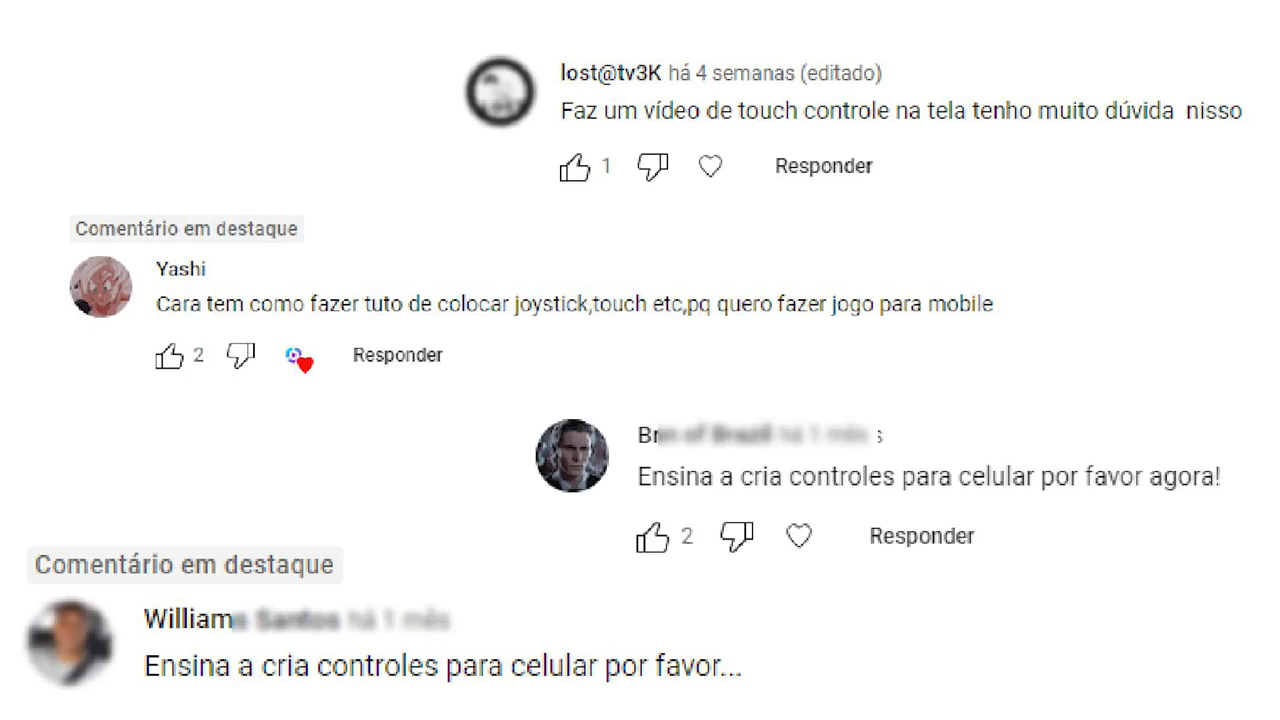 lost@tv3K há 4 semanas (editado)
Faz um vídeo de touch controle na tela tenho muito dúvida  nisso
1 Responder
Comentário em destaque
Yashi
Cara tem como fazer tuto de colocar joystick,touch etc,pq quero fazer jogo para mobile
2 Responder
Ensina a cria controles para celular por favor agora!
2 Responder
Comentário em destaque
William
Ensina a cria controles para celular por favor...